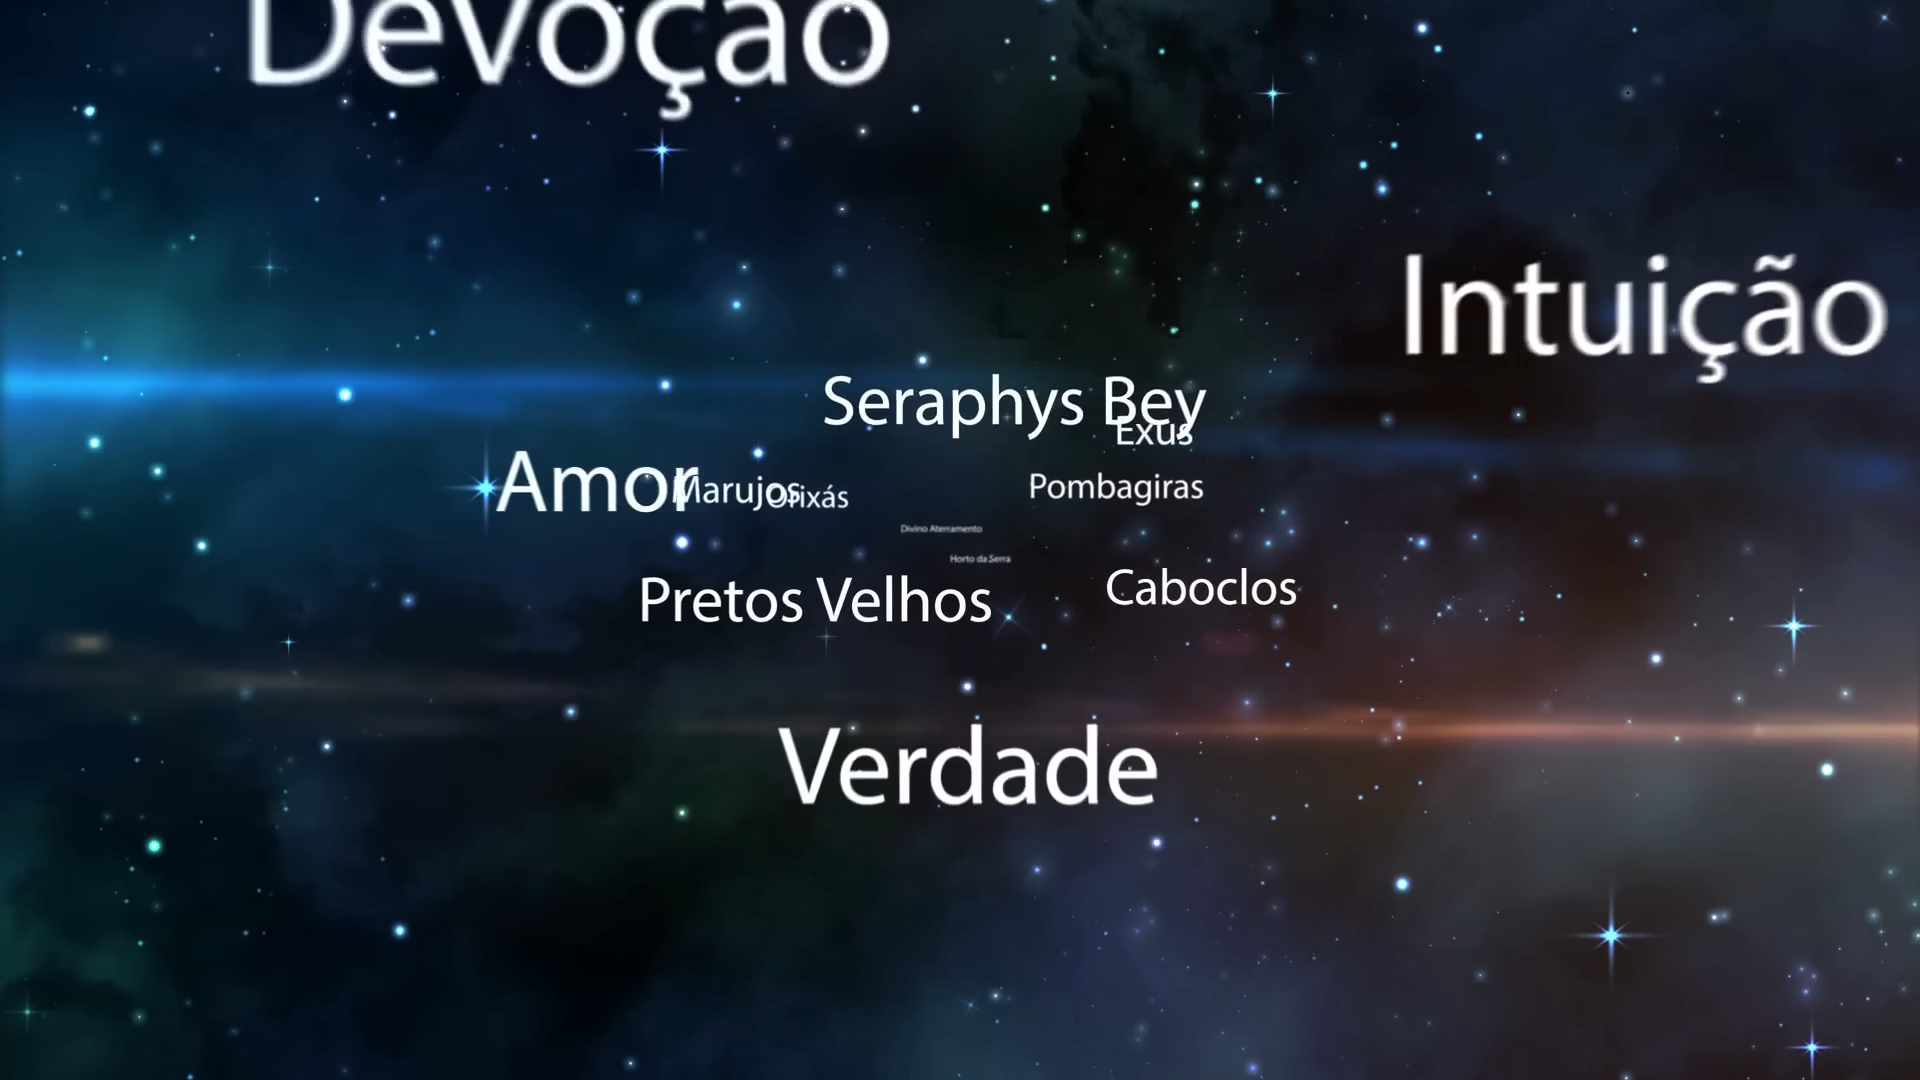 Devoção
Intuição
Seraphys Bey
Exus
Amor
Marujos
Orixás
Pombagiras
Divino Aterramento
Horto da Serra
Pretos Velhos
Caboclos
Verdade